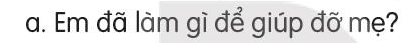 a. Em đã làm gì để giúp đỡ mẹ?